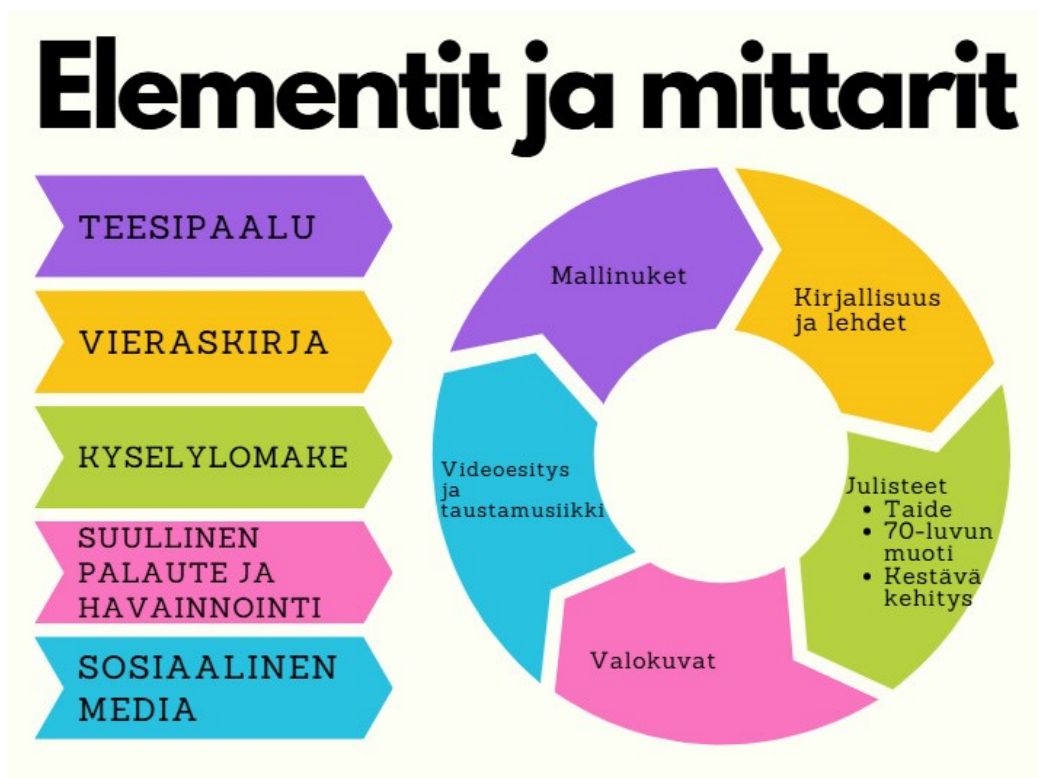 Elementit ja mittarit
TEESIPAALU
VIERASKIRJA
KYSELYLOMAKE
SUULLINEN
PALAUTE JA
HAVAINNOINTI
SOSIAALINEN
MEDIA
Mallinuket
Kirjallisuus
ja lehdet
Julisteet
• Taide
• 70-luvun
muoti
• Kestävä
kehitys
Valokuvat
Videoesitys
ja
taustamusiikki